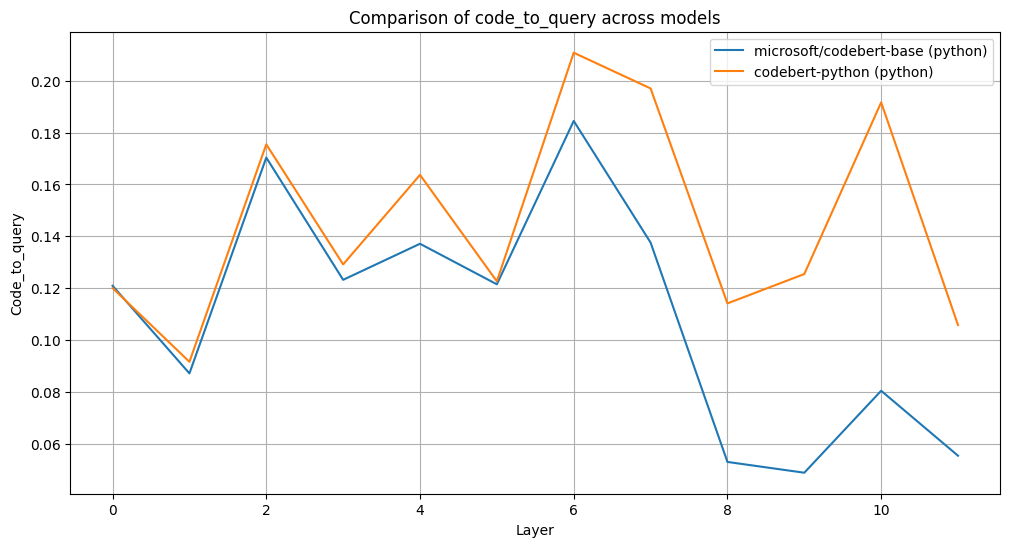 Comparison of code_to_query across models
microsoft/codebert-base (python)
codebert-python (python)
Code_to_query
0.20
0.18
0.16
0.14
0.12
0.10
0.08
0.06
0 2 4 6 8 10
Layer